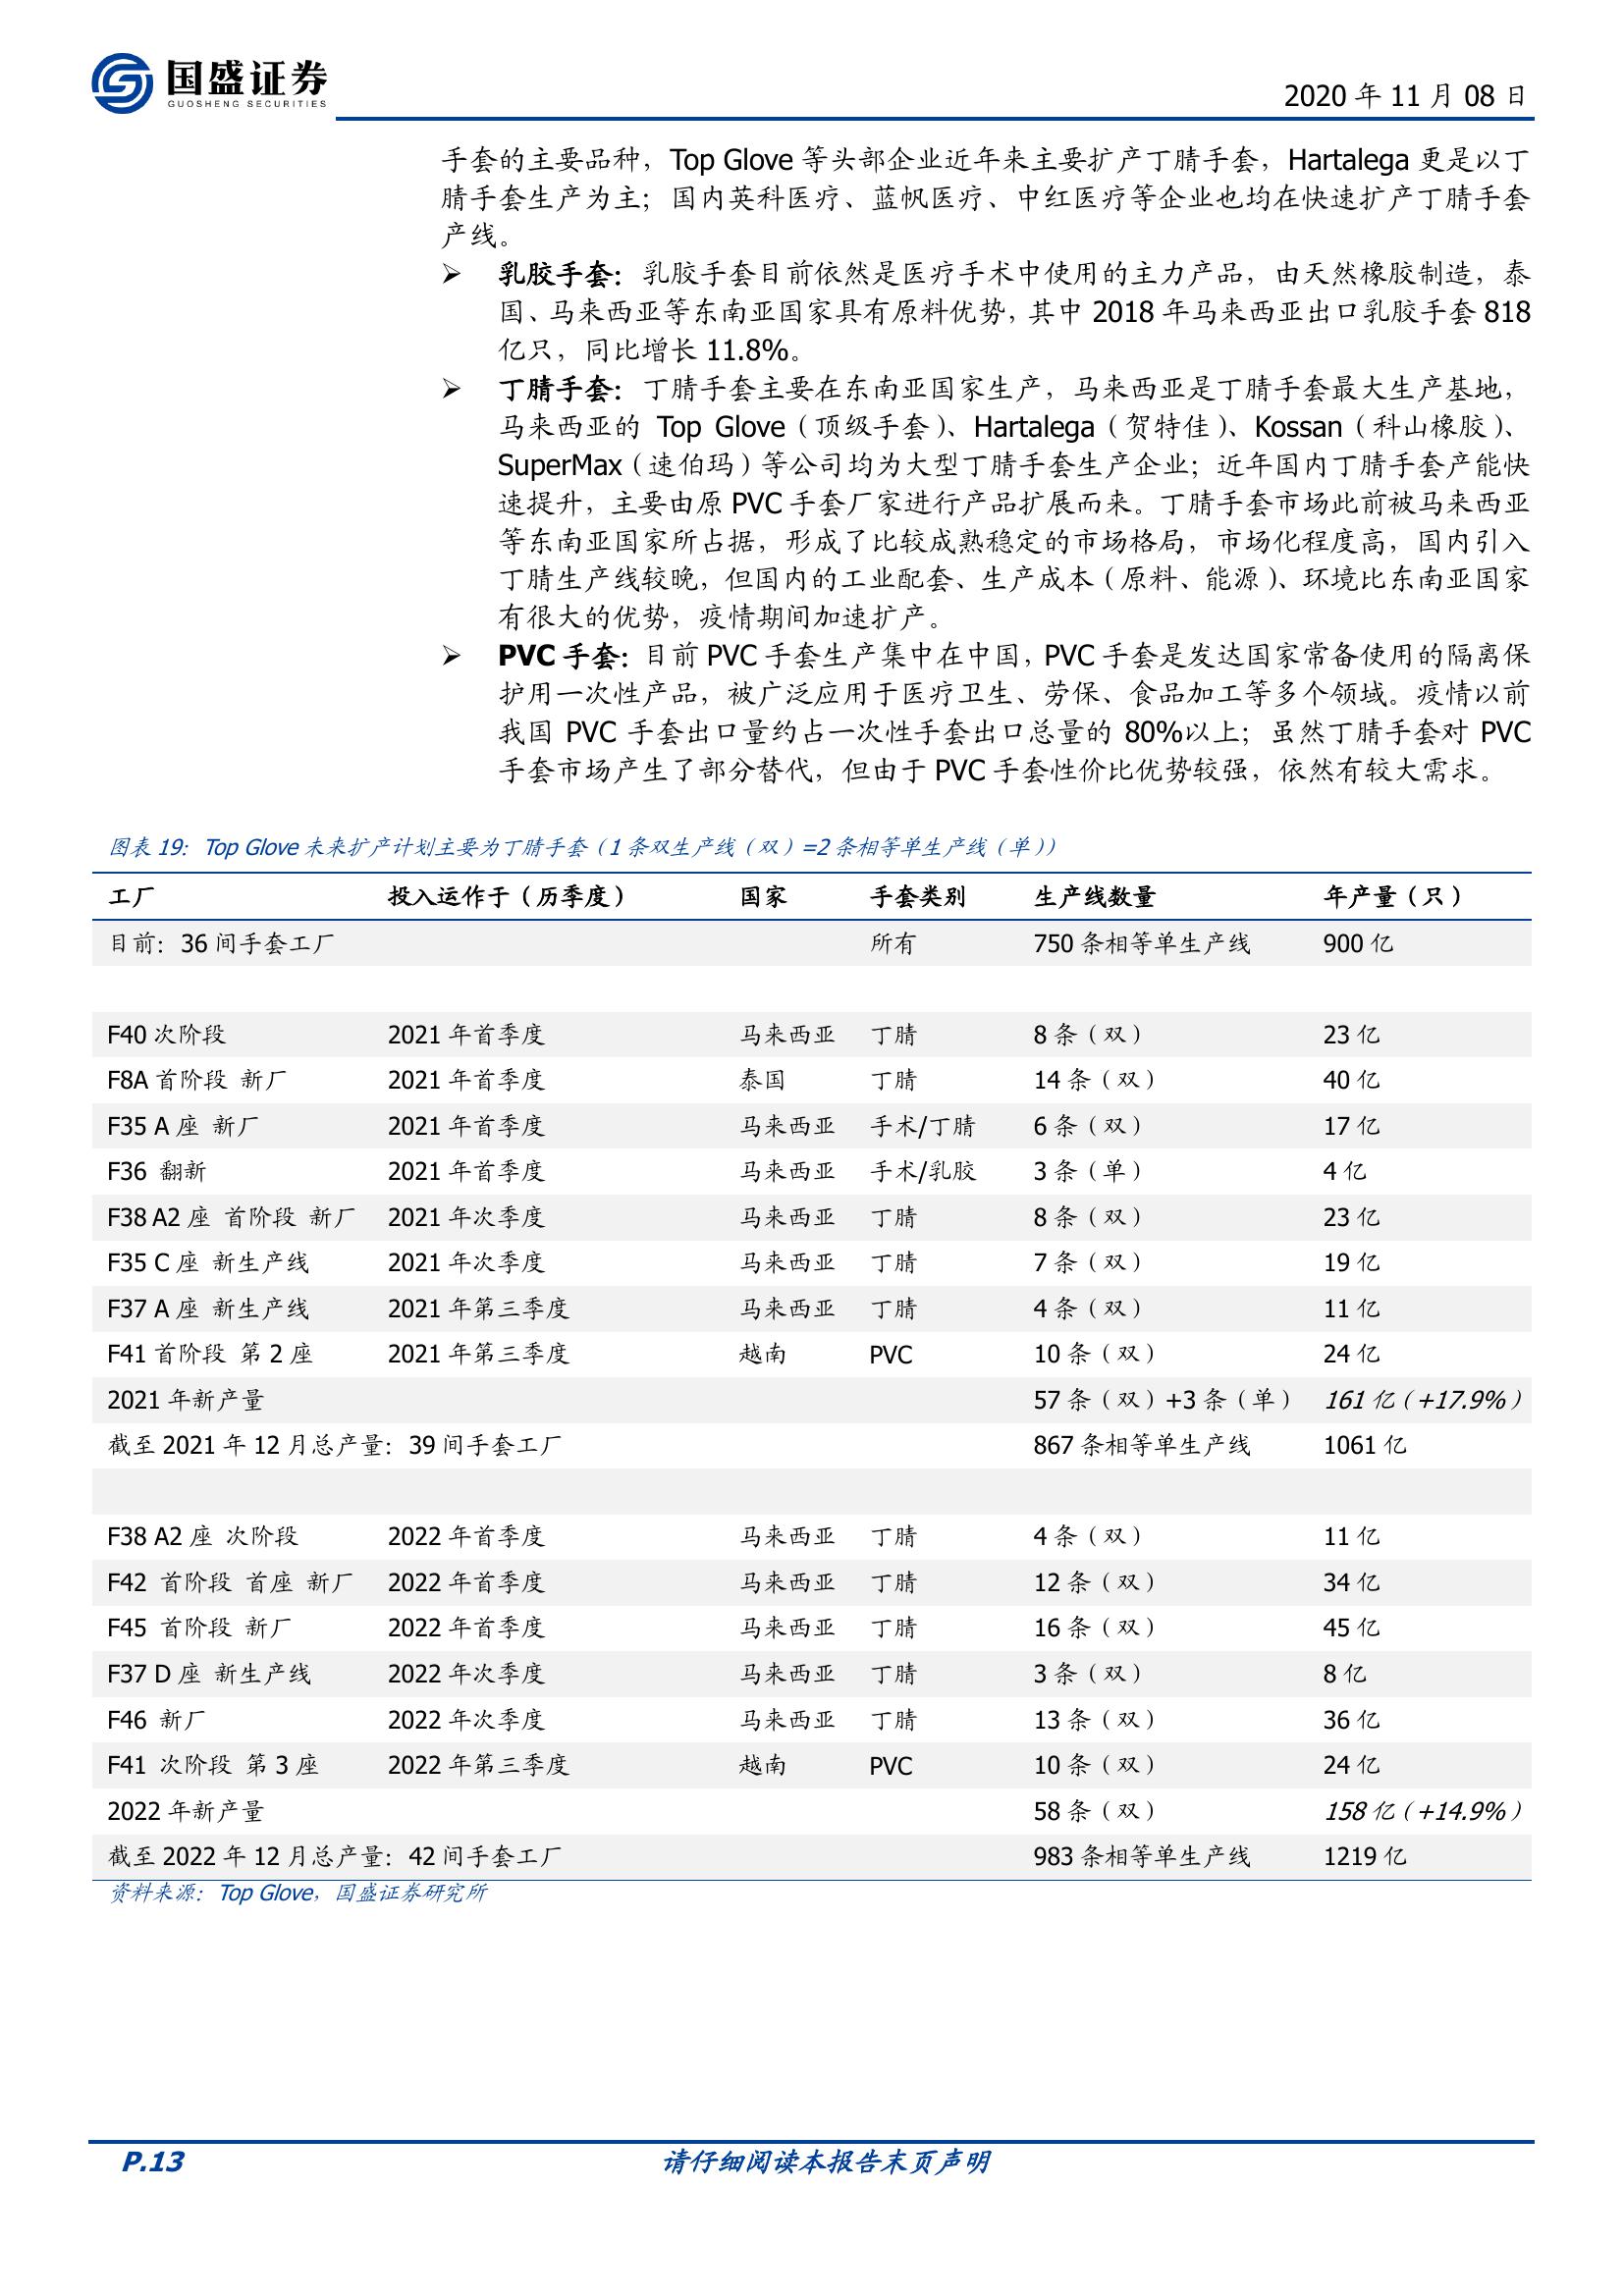 国盛证券
GUOSHENG SECURITIES
2020 年 11 月 08 日
手套的主要品种，Top Glove 等头部企业近年来主要扩产丁腈手套，Hartalega 更是以丁
腈手套生产为主；国内英科医疗、蓝帆医疗、中红医疗等企业也均在快速扩产丁腈手套
产线。
➢ 乳胶手套：乳胶手套目前依然是医疗手术中使用的主力产品，由天然橡胶制造，泰
国、马来西亚等东南亚国家具有原料优势，其中 2018 年马来西亚出口乳胶手套 818
亿只，同比增长 11.8%。
➢ 丁腈手套：丁腈手套主要在东南亚国家生产，马来西亚是丁腈手套最大生产基地，
马来西亚的 Top Glove（顶级手套）、Hartalega（贺特佳）、Kossan（科山橡胶）、
SuperMax（速伯玛）等公司均为大型丁腈手套生产企业；近年国内丁腈手套产能快
速提升，主要由原 PVC 手套厂家进行产品扩展而来。丁腈手套市场此前被马来西亚
等东南亚国家所占据，形成了比较成熟稳定的市场格局，市场化程度高，国内引入
丁腈生产线较晚，但国内的工业配套、生产成本（原料、能源）、环境比东南亚国家
有很大的优势，疫情期间加速扩产。
➢ PVC 手套：目前 PVC 手套生产集中在中国，PVC 手套是发达国家常备使用的隔离保
护用一次性产品，被广泛应用于医疗卫生、劳保、食品加工等多个领域。疫情以前
我国 PVC 手套出口量约占一次性手套出口总量的 80%以上；虽然丁腈手套对 PVC
手套市场产生了部分替代，但由于 PVC 手套性价比优势较强，依然有较大需求。
图表 19：Top Glove 未来扩产计划主要为丁腈手套（1 条双生产线（双）=2 条相等单生产线（单））
工厂 投入运作于（历季度） 国家 手套类别 生产线数量 年产量（只）
目前：36 间手套工厂 所有 750 条相等单生产线 900 亿
F40 次阶段 2021 年首季度 马来西亚 丁腈 8 条（双） 23 亿
F8A 首阶段 新厂 2021 年首季度 泰国 丁腈 14 条（双） 40 亿
F35 A 座 新厂 2021 年首季度 马来西亚 手术/丁腈 6 条（双） 17 亿
F36 翻新 2021 年首季度 马来西亚 手术/乳胶 3 条（单） 4 亿
F38 A2 座 首阶段 新厂 2021 年次季度 马来西亚 丁腈 8 条（双） 23 亿
F35 C 座 新生产线 2021 年次季度 马来西亚 丁腈 7 条（双） 19 亿
F37 A 座 新生产线 2021 年第三季度 马来西亚 丁腈 4 条（双） 11 亿
F41 首阶段 第 2 座 2021 年第三季度 越南 PVC 10 条（双） 24 亿
2021 年新产量 57 条（双）+3 条（单） 161 亿（+17.9%）
截至 2021 年 12 月总产量：39 间手套工厂 867 条相等单生产线 1061 亿
F38 A2 座 次阶段 2022 年首季度 马来西亚 丁腈 4 条（双） 11 亿
F42 首阶段 首座 新厂 2022 年首季度 马来西亚 丁腈 12 条（双） 34 亿
F45 首阶段 新厂 2022 年首季度 马来西亚 丁腈 16 条（双） 45 亿
F37 D 座 新生产线 2022 年次季度 马来西亚 丁腈 3 条（双） 8 亿
F46 新厂 2022 年次季度 马来西亚 丁腈 13 条（双） 36 亿
F41 次阶段 第 3 座 2022 年第三季度 越南 PVC 10 条（双） 24 亿
2022 年新产量 58 条（双） 158 亿（+14.9%）
截至 2022 年 12 月总产量：42 间手套工厂 983 条相等单生产线 1219 亿
资料来源：Top Glove，国盛证券研究所
P.13 请仔细阅读本报告末页声明